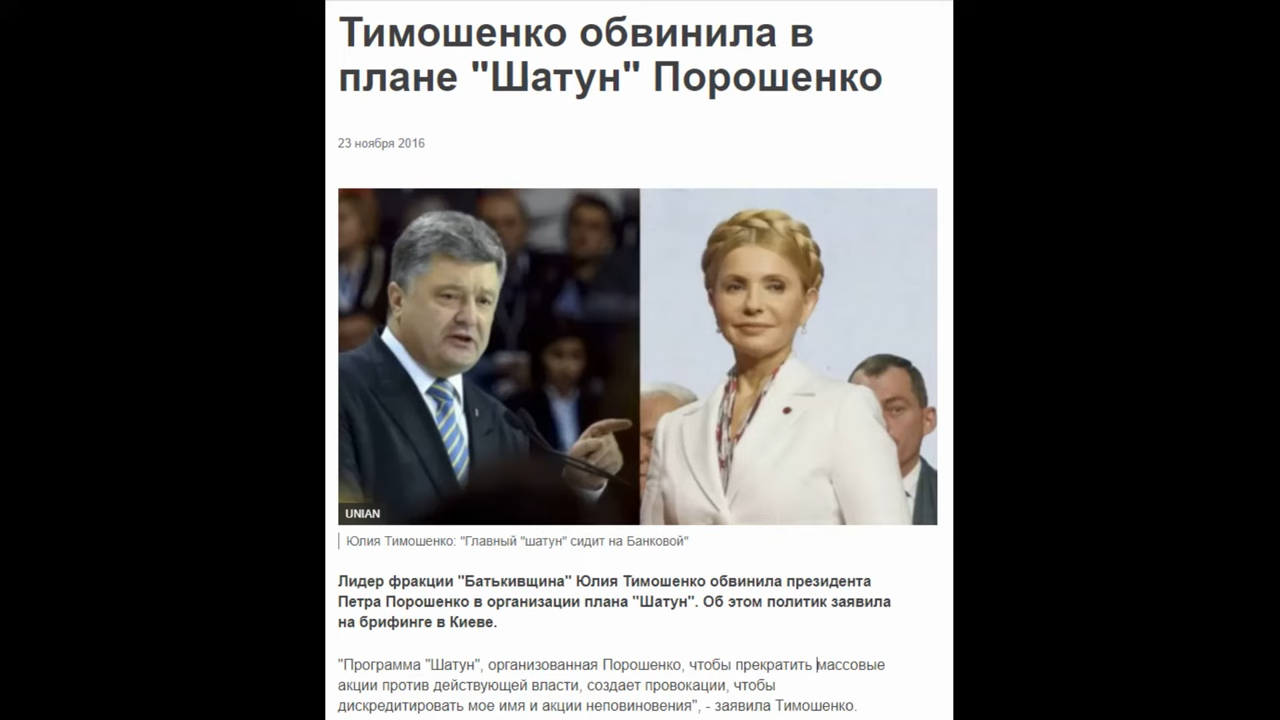 Тимошенко обвинила в
плане "Шатун" Порошенко
23 ноября 2016
UNIAN
Юлия Тимошенко: "Главный "шатун" сидит на Банковой"
Лидер фракции "Батькивщина" Юлия Тимошенко обвинила президента
Петра Порошенко в организации плана "Шатун". Об этом политик заявила
на брифинге в Киеве.
"Программа "Шатун", организованная Порошенко, чтобы прекратить массовые
акции против действующей власти, создает провокации, чтобы
дискредитировать мое имя и акции неповиновения", - заявила Тимошенко.